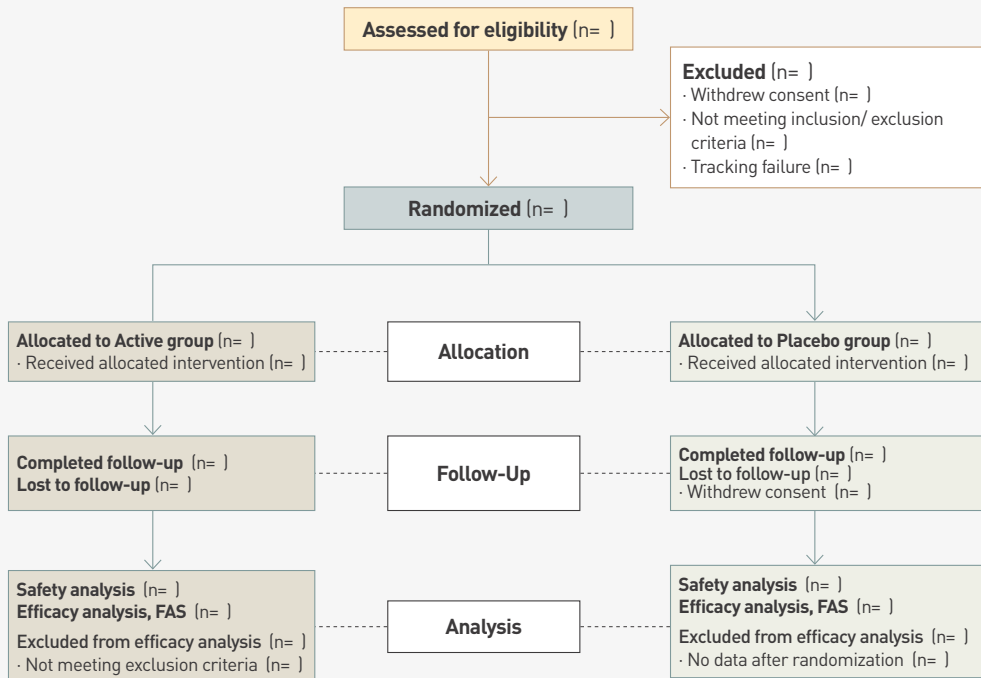 Assessed for eligibility (n= )
Excluded (n= )
· Withdrew consent (n= )
· Not meeting inclusion/ exclusion
criteria (n= )
· Tracking failure (n= )
Randomized (n= )
Allocated to Active group (n= )
· Received allocated intervention (n= )
Allocation
Allocated to Placebo group (n= )
· Received allocated intervention (n= )
Completed follow-up (n= )
Lost to follow-up (n= )
Follow-Up
Completed follow-up (n= )
Lost to follow-up (n= )
· Withdrew consent (n= )
Safety analysis (n= )
Efficacy analysis, FAS (n= )
Excluded from efficacy analysis (n= )
· Not meeting exclusion criteria (n= )
Analysis
Safety analysis (n= )
Efficacy analysis, FAS (n= )
Excluded from efficacy analysis (n= )
· No data after randomization (n= )